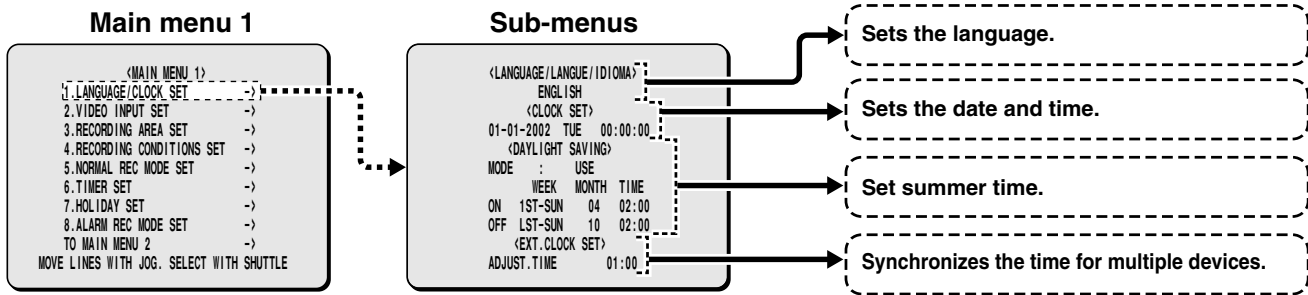 Main menu 1
<MAIN MENU 1>
1.LANGUAGE/CLOCK SET ->
2.VIDEO INPUT SET ->
3.RECORDING AREA SET ->
4.RECORDING CONDITIONS SET ->
5.NORMAL REC MODE SET ->
6.TIMER SET ->
7.HOLIDAY SET ->
8.ALARM REC MODE SET ->
TO MAIN MENU 2 ->
MOVE LINES WITH JOG. SELECT WITH SHUTTLE
Sub-menus
<LANGUAGE/LANGUE/IDIOMA>
ENGLISH
<CLOCK SET>
01-01-2002 TUE 00:00:00
<DAYLIGHT SAVING>
MODE : USE
WEEK MONTH TIME
ON 1ST-SUN 04 02:00
OFF LST-SUN 10 02:00
<EXT.CLOCK SET>
ADJUST.TIME 01:00
Sets the language.
Sets the date and time.
Set summer time.
Synchronizes the time for multiple devices.